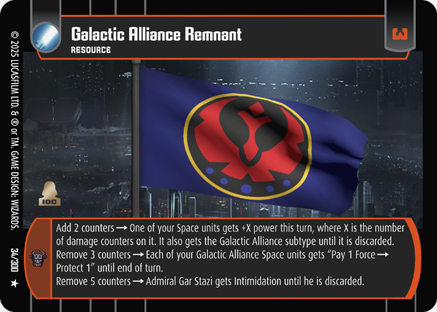 Galactic Alliance Remnant
RESOURCE
© 2025 LUCASFILM LTD. & ® or TM. GAME DESIGN: WIZARDS.
IDC
34/300
Add 2 counters → One of your Space units gets +X power this turn, where X is the number
of damage counters on it. It also gets the Galactic Alliance subtype until it is discarded.
Remove 3 counters → Each of your Galactic Alliance Space units gets "Pay 1 Force →
Protect 1" until end of turn.
Remove 5 counters → Admiral Gar Stazi gets Intimidation until he is discarded.